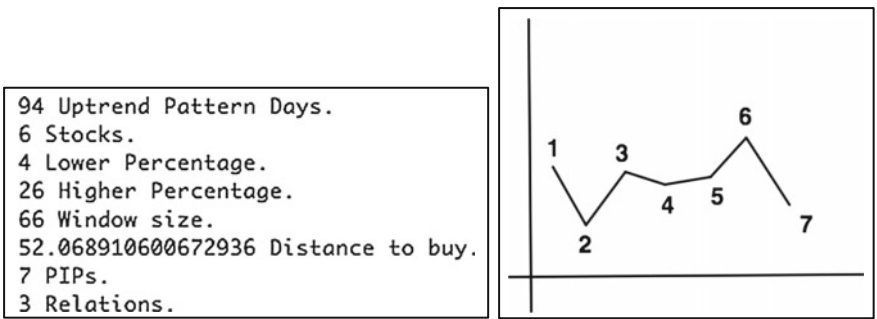 94 Uptrend Pattern Days.
6 Stocks.
4 Lower Percentage.
26 Higher Percentage.
66 Window size.
52.068910600672936 Distance to buy.
7 PIPs.
3 Relations.
1
2
3
4
5
6
7